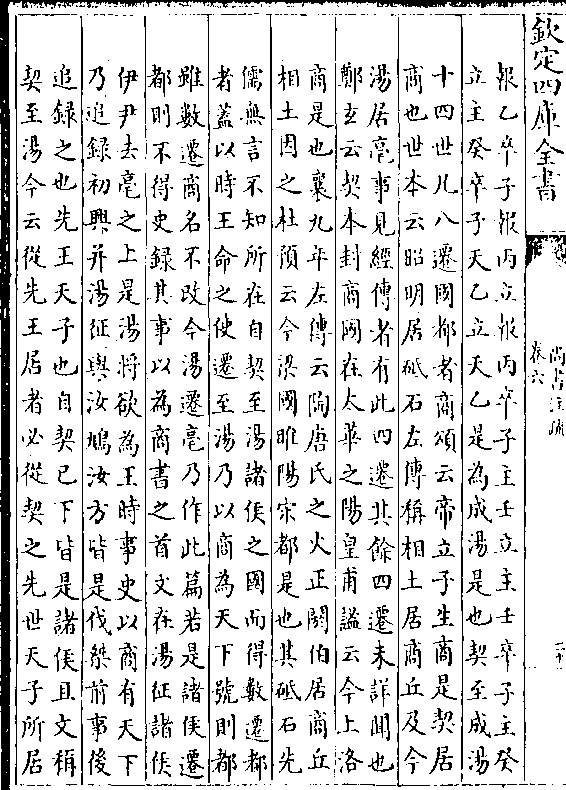 欽定四庫全書
尚書注疏
卷六
報乙卒子報丙立報丙卒子主壬立主壬卒子主癸
立主癸卒子天乙立天乙是為成湯是也契至成湯
十四世凡八遷國都者商頌云帝立子生商是契居
商也世本云昭明居砥石左傳稱相土居商丘及今
湯居亳事見經傳者有此四遷其餘四遷未詳聞也
鄭玄云契本封商國在太華之陽皇甫謐云今上洛
商是也襄九年左傳云陶唐氏之火正閼伯居商丘
相土因之杜預云今梁國睢陽宋都是也其砥石先
儒無言不知所在自契至湯諸侯之國而得數遷都
者蓋以時王命之使遷至湯乃以商為天下號則都
雖數遷商名不改今湯遷亳乃作此篇若是諸侯遷
都則不得史錄其事以為商書之首文在湯征諸侯
伊尹去亳之上是湯將欲為王時事史以商有天下
乃追錄初興并湯征與汝鳩汝方皆是伐桀前事後
追錄之也先王天子也自契已下皆是諸侯且文稱
契至湯今云從先王居者必從契之先世天子所居